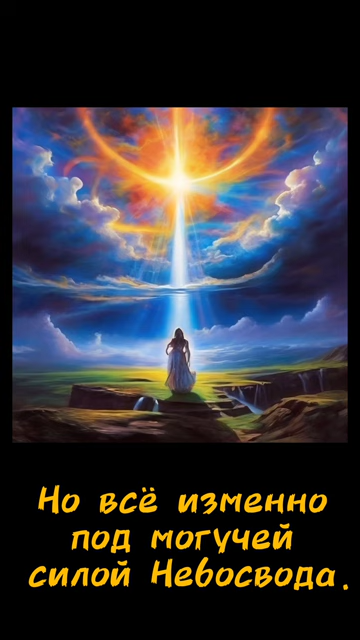 Но всё изменно
под могучей
силой Небосвода.